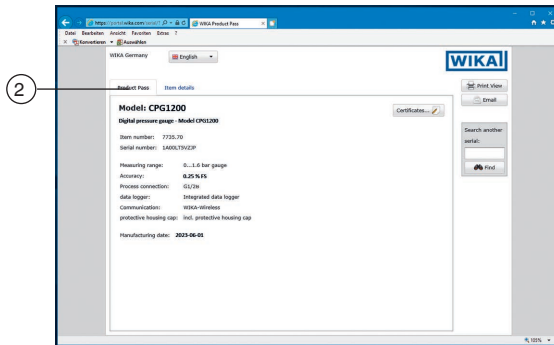 https://portal.wika.com/serial/1
WIKA Product Pass
Datei Bearbeiten Ansicht Favoriten Extras ?
Konvertieren Auswählen
WIKA Germany
English
WIKA
2
Product Pass Item details
Print View
Email
Model: CPG1200
Certificates...
Digital pressure gauge - Model CPG1200
Item number: 7735.70
Serial number: 1A00LT5VZJP
Search another
serial:
Find
Measuring range: 0...1.6 bar gauge
Accuracy: 0.25 % FS
Process connection: G1/2B
data logger: Integrated data logger
Communication: WIKA-Wireless
protective housing cap: incl. protective housing cap
Manufacturing date: 2023-06-01
105%